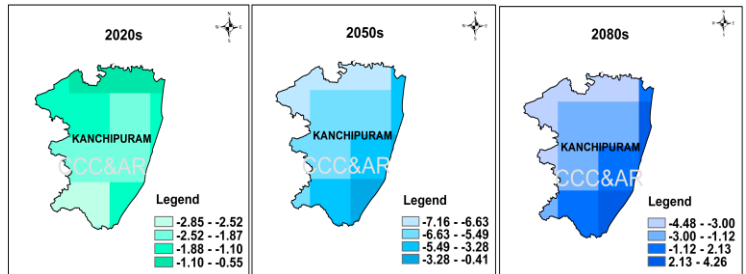 2020s
N
W E
S
KANCHIPURAM
CCC&AR
Legend
-2.85 - -2.52
-2.52 - -1.87
-1.88 - -1.10
-1.10 - -0.55
2050s
N
W E
S
KANCHIPURAM
CCC&AR
Legend
-7.16 - -6.63
-6.63 - -5.49
-5.49 - -3.28
-3.28 - -0.41
2080s
N
W E
S
KANCHIPURAM
CCC&AR
Legend
-4.48 - -3.00
-3.00 - -1.12
-1.12 - 2.13
2.13 - 4.26